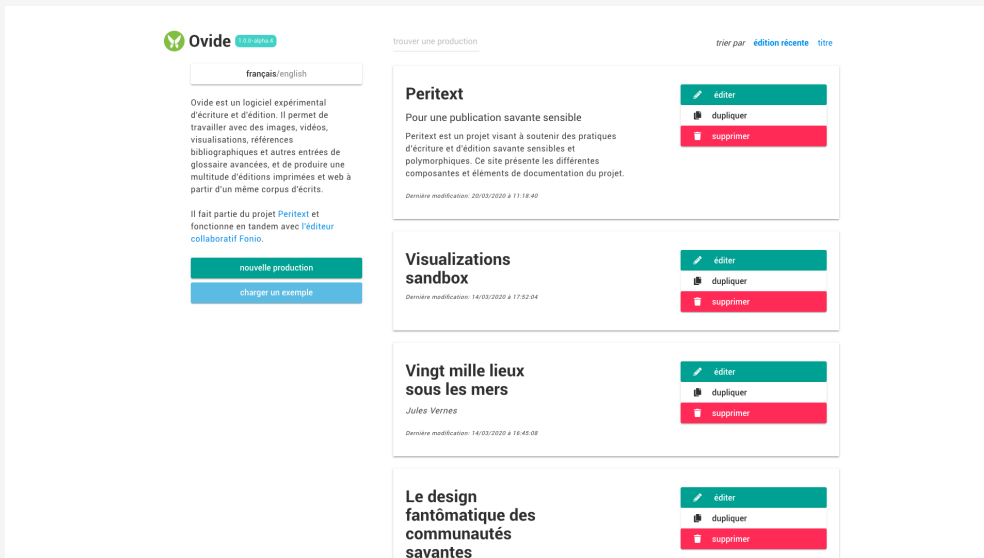 Ovide 1.0.0-alpha.4
français/english
Ovide est un logiciel expérimental
d'écriture et d'édition. Il permet de
travailler avec des images, vidéos,
visualisations, références
bibliographiques et autres entrées de
glossaire avancées, et de produire une
multitude d'éditions imprimées et web à
partir d'un même corpus d'écrits.
Il fait partie du projet Peritext et
fonctionne en tandem avec l'éditeur
collaboratif Fonio.
nouvelle production
charger un exemple
trouver une production
trier par édition récente titre
Peritext
Pour une publication savante sensible
Peritext est un projet visant à soutenir des pratiques
d'écriture et d'édition savante sensibles et
polymorphiques. Ce site présente les différentes
composantes et éléments de documentation du projet.
Dernière modification: 20/03/2020 à 11:18:40
éditer
dupliquer
supprimer
Visualizations
sandbox
Dernière modification: 14/03/2020 à 17:52:04
éditer
dupliquer
supprimer
Vingt mille lieux
sous les mers
Jules Vernes
Dernière modification: 14/03/2020 à 16:45:08
éditer
dupliquer
supprimer
Le design
fantômatique des
communautés
savantes
éditer
dupliquer
supprimer